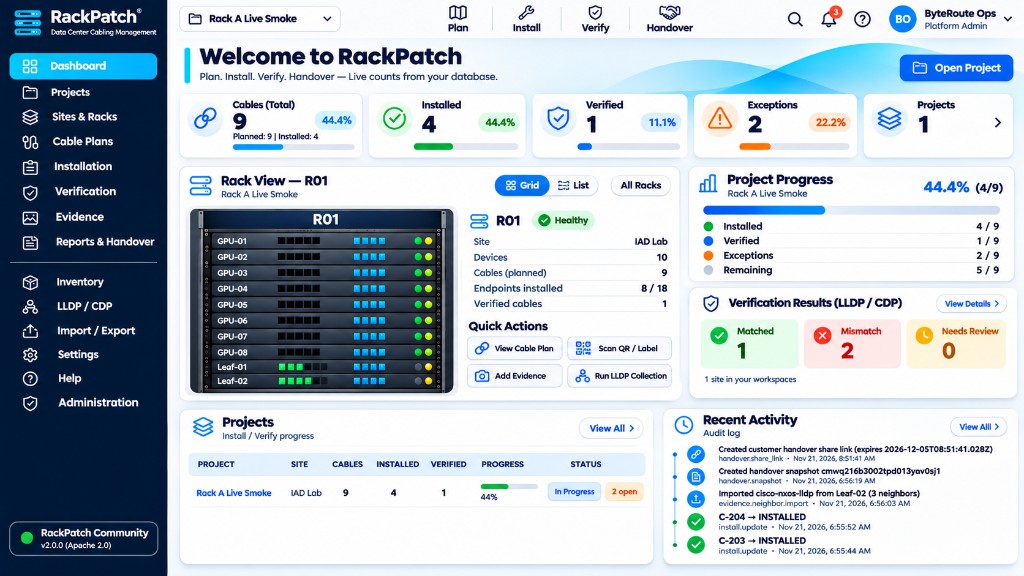 RackPatch®
Data Center Cabling Management
Dashboard
Projects
Sites & Racks
Cable Plans
Installation
Verification
Evidence
Reports & Handover
Inventory
LLDP / CDP
Import / Export
Settings
Help
Administration
RackPatch Community
v2.0.0 (Apache 2.0)
Rack A Live Smoke
Plan
Install
Verify
Handover
3
BO
ByteRoute Ops
Platform Admin
Welcome to RackPatch
Plan. Install. Verify. Handover — Live counts from your database.
Open Project
Cables (Total)
9
44.4%
Planned: 9 | Installed: 4
Installed
4
44.4%
Verified
1
11.1%
Exceptions
2
22.2%
Projects
1
Rack View — R01
Rack A Live Smoke
Grid
List
All Racks
R01
GPU-01
GPU-02
GPU-03
GPU-04
GPU-05
GPU-06
GPU-07
GPU-08
Leaf-01
Leaf-02
R01
Healthy
Site IAD Lab
Devices 10
Cables (planned) 9
Endpoints installed 8 / 18
Verified cables 1
Quick Actions
View Cable Plan
Scan QR / Label
Add Evidence
Run LLDP Collection
Project Progress
Rack A Live Smoke
44.4% (4/9)
Installed 4 / 9
Verified 1 / 9
Exceptions 2 / 9
Remaining 5 / 9
Verification Results (LLDP / CDP)
View Details >
Matched
1
Mismatch
2
Needs Review
0
1 site in your workspaces
Projects
Install / Verify progress
View All >
PROJECT SITE CABLES INSTALLED VERIFIED PROGRESS STATUS
Rack A Live Smoke IAD Lab 9 4 1 44% In Progress 2 open
Recent Activity
Audit log
View All >
Created customer handover share link (expires 2026-12-05T08:51:41.028Z)
handover.share_link • Nov 21, 2026, 8:51:41 AM
Created handover snapshot cmwq216b3002tpd013yav0sj1
handover.snapshot • Nov 21, 2026, 6:56:19 AM
Imported cisco-nxos-lldp from Leaf-02 (3 neighbors)
evidence.neighbor.import • Nov 21, 2026, 6:56:03 AM
C-204 → INSTALLED
install.update • Nov 21, 2026, 6:55:52 AM
C-203 → INSTALLED
install.update • Nov 21, 2026, 6:55:44 AM